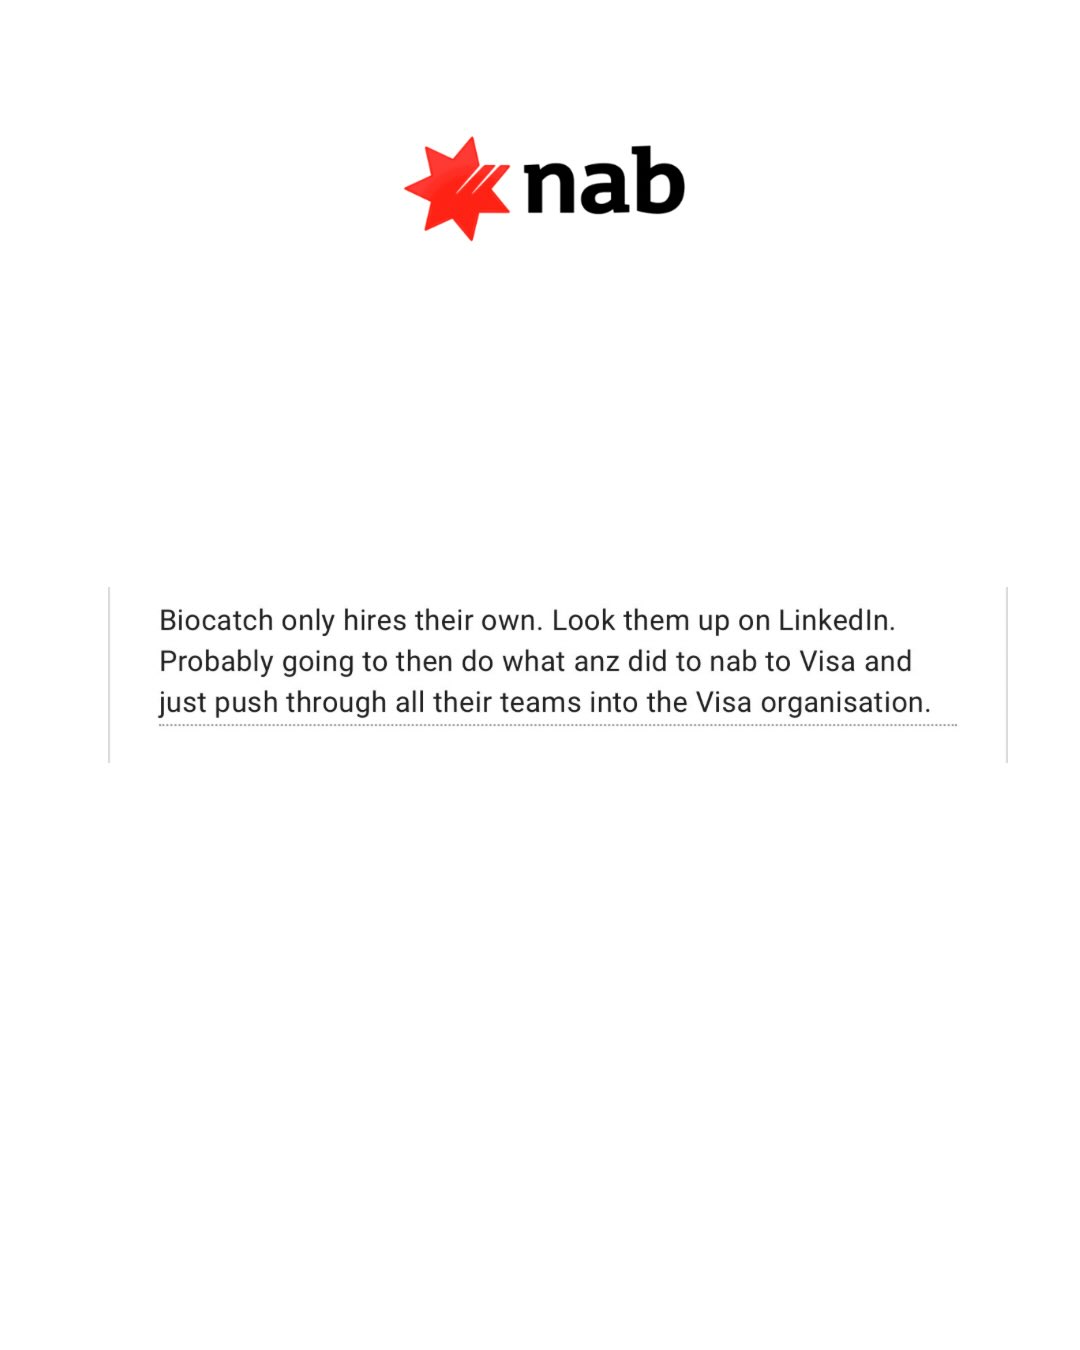 nab
Biocatch only hires their own. Look them up on LinkedIn.
Probably going to then do what anz did to nab to Visa and
just push through all their teams into the Visa organisation.